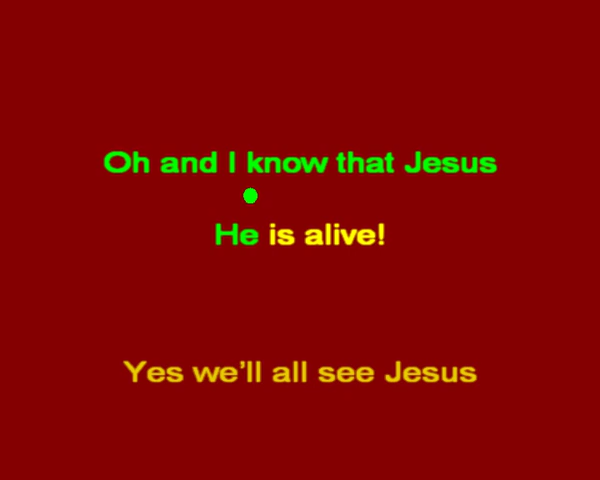 Oh and I know that Jesus
He is alive!
Yes we'll all see Jesus